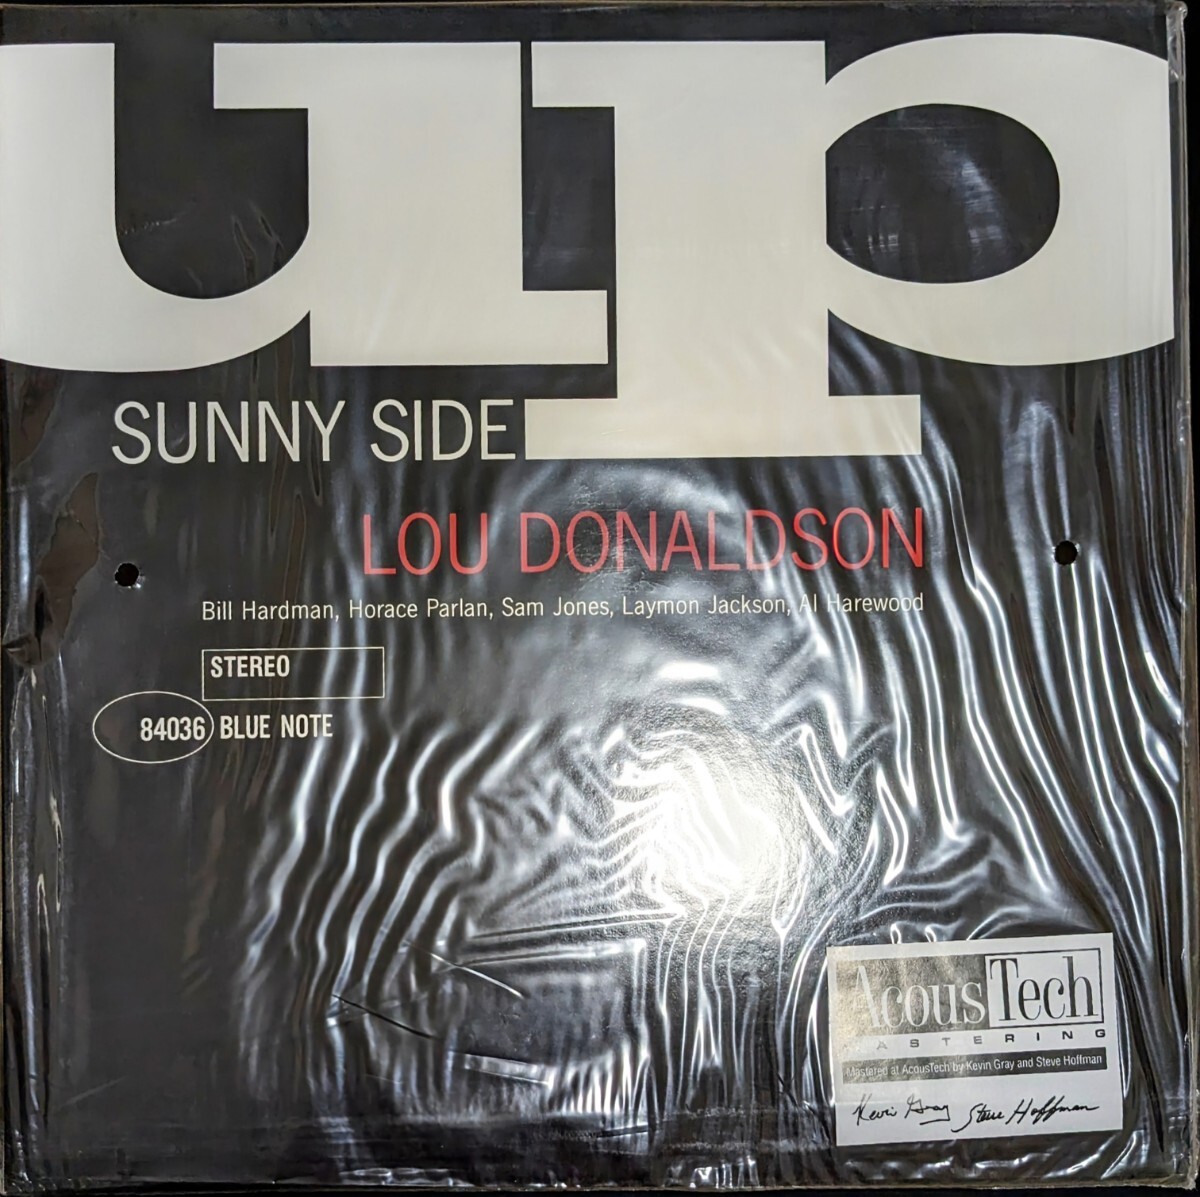 up
SUNNY SIDE
LOU DONALDSON
Bill Hardman, Horace Parlan, Sam Jones, Laymon Jackson, Al Harewood
STEREO
84036 BLUE NOTE
AcousTech
MASTERING
Mastered at AcousTech by Kevin Gray and Steve Hoffman
Kevin Gray Steve Hoffman